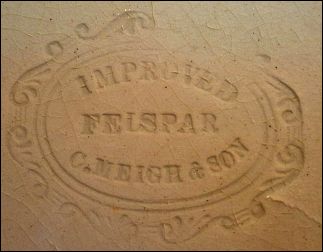 IMPROVED
FELSPAR
C. MEIGH & SON